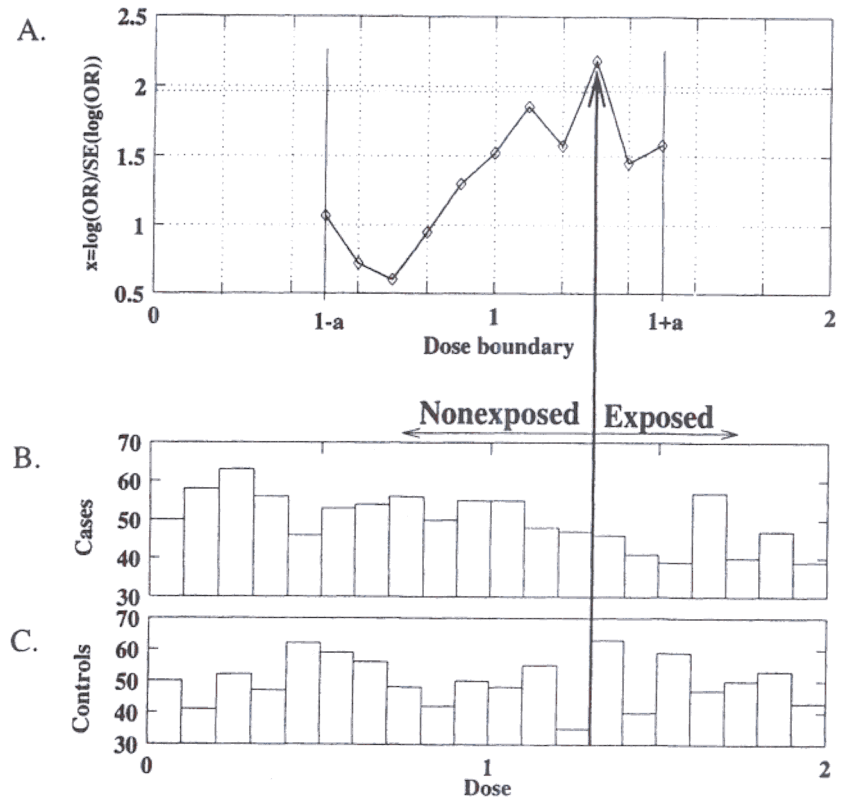 A.
x=log(OR)/SE(log(OR))
2.5
2
1.5
1
0.5
0 1-a 1 1+a 2
Dose boundary
Nonexposed Exposed
B.
Cases
70
60
50
40
30
C.
Controls
70
60
50
40
30
0 1 2
Dose